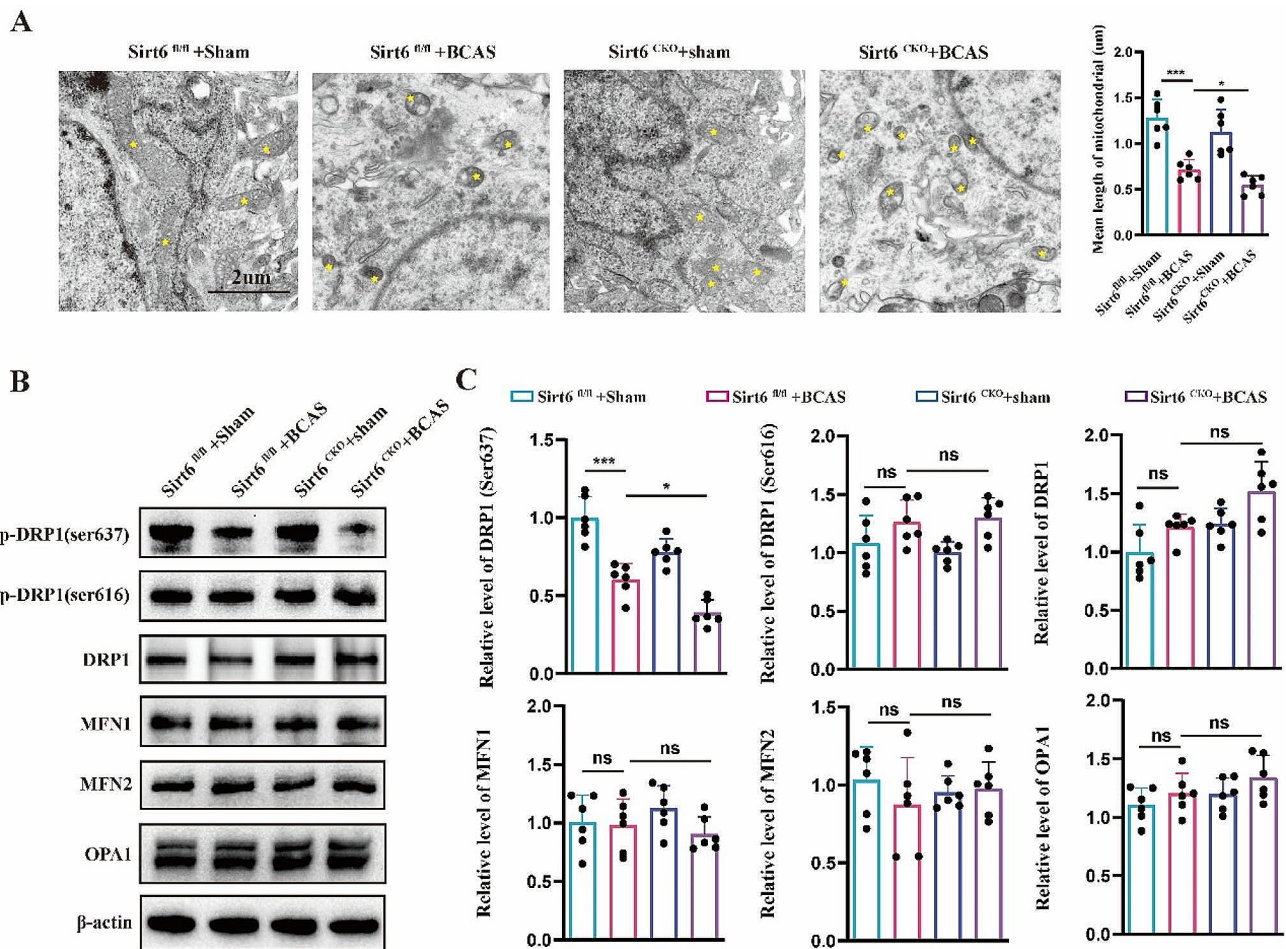 A
Sirt6 fl/fl +Sham
Sirt6 fl/fl +BCAS
Sirt6 CKO+sham
Sirt6 CKO+BCAS
2um
Mean length of mitochondrial (um)
2.0
1.5
1.0
0.5
0.0
***
*
Sirt6 fl/fl +Sham
Sirt6 fl/fl +BCAS
Sirt6 CKO+Sham
Sirt6 CKO+BCAS
B
Sirt6 fl/fl +Sham
Sirt6 fl/fl +BCAS
Sirt6 CKO+sham
Sirt6 CKO+BCAS
p-DRP1(ser637)
p-DRP1(ser616)
DRP1
MFN1
MFN2
OPA1
β-actin
C
Sirt6 fl/fl +Sham
Sirt6 fl/fl +BCAS
Sirt6 CKO+sham
Sirt6 CKO+BCAS
Relative level of DRP1 (Ser637)
1.5
1.0
0.5
0.0
***
*
Relative level of DRP1 (Ser616)
2.0
1.5
1.0
0.5
0.0
ns
ns
Relative level of DRP1
2.0
1.5
1.0
0.5
0.0
ns
ns
Relative level of MFN1
2.0
1.5
1.0
0.5
0.0
ns
ns
Relative level of MFN2
1.5
1.0
0.5
0.0
ns
ns
Relative level of OPA1
2.0
1.5
1.0
0.5
0.0
ns
ns